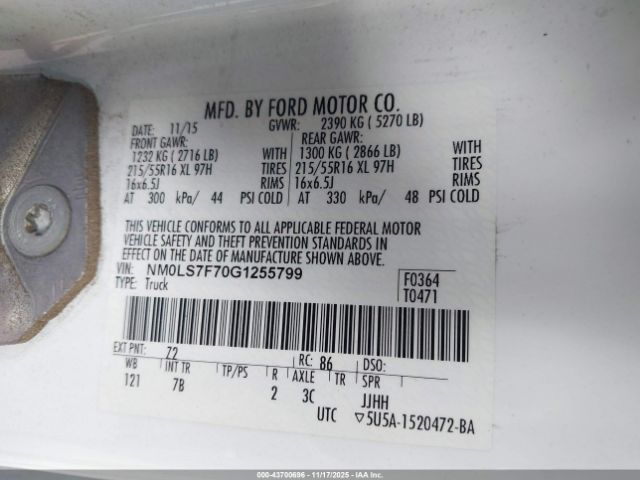 MFD. BY FORD MOTOR CO.
DATE: 11/15 GVWR: 2390 KG ( 5270 LB)
FRONT GAWR: REAR GAWR:
1232 KG ( 2716 LB) WITH 1300 KG ( 2866 LB) WITH
215/55R16 XL 97H TIRES 215/55R16 XL 97H TIRES
16x6.5J RIMS 16x6.5J RIMS
AT 300 kPa/ 44 PSI COLD AT 330 kPa/ 48 PSI COLD
THIS VEHICLE CONFORMS TO ALL APPLICABLE FEDERAL MOTOR
VEHICLE SAFETY AND THEFT PREVENTION STANDARDS IN
EFFECT ON THE DATE OF MANUFACTURE SHOWN ABOVE.
VIN: NM0LS7F70G1255799 F0364
TYPE: Truck T0471
EXT PNT: 72 RC: 86 DSO:
WB INT TR TP/PS R AXLE TR SPR
121 7B 2 3C JJHH
UTC ▽5U5A-1520472-BA
000-43700696 - 11/17/2025 - iaai.com